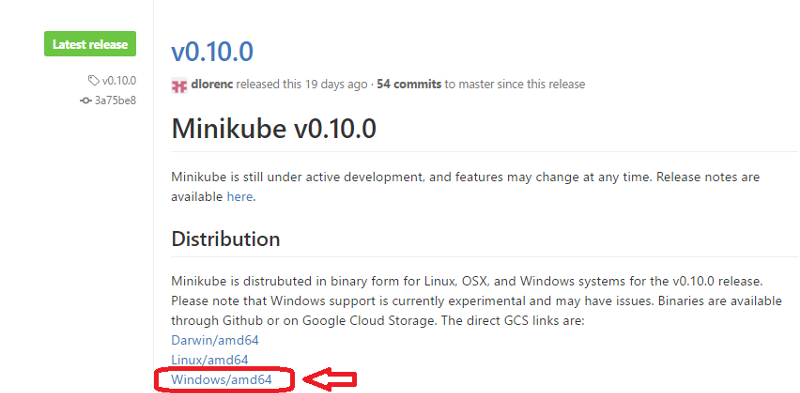 Latest release
v0.10.0
3a75be8
v0.10.0
dlorenc released this 19 days ago · 54 commits to master since this release
Minikube v0.10.0
Minikube is still under active development, and features may change at any time. Release notes are
available here.
Distribution
Minikube is distrubuted in binary form for Linux, OSX, and Windows systems for the v0.10.0 release.
Please note that Windows support is currently experimental and may have issues. Binaries are available
through Github or on Google Cloud Storage. The direct GCS links are:
Darwin/amd64
Linux/amd64
Windows/amd64